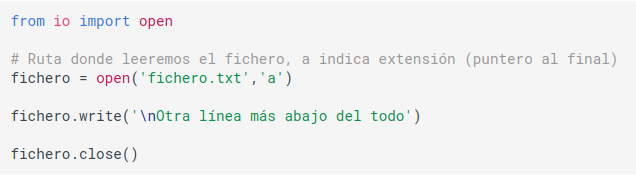 from io import open
# Ruta donde leeremos el fichero, a indica extensión (puntero al final)
fichero = open('fichero.txt','a')
fichero.write('\nOtra línea más abajo del todo')
fichero.close()